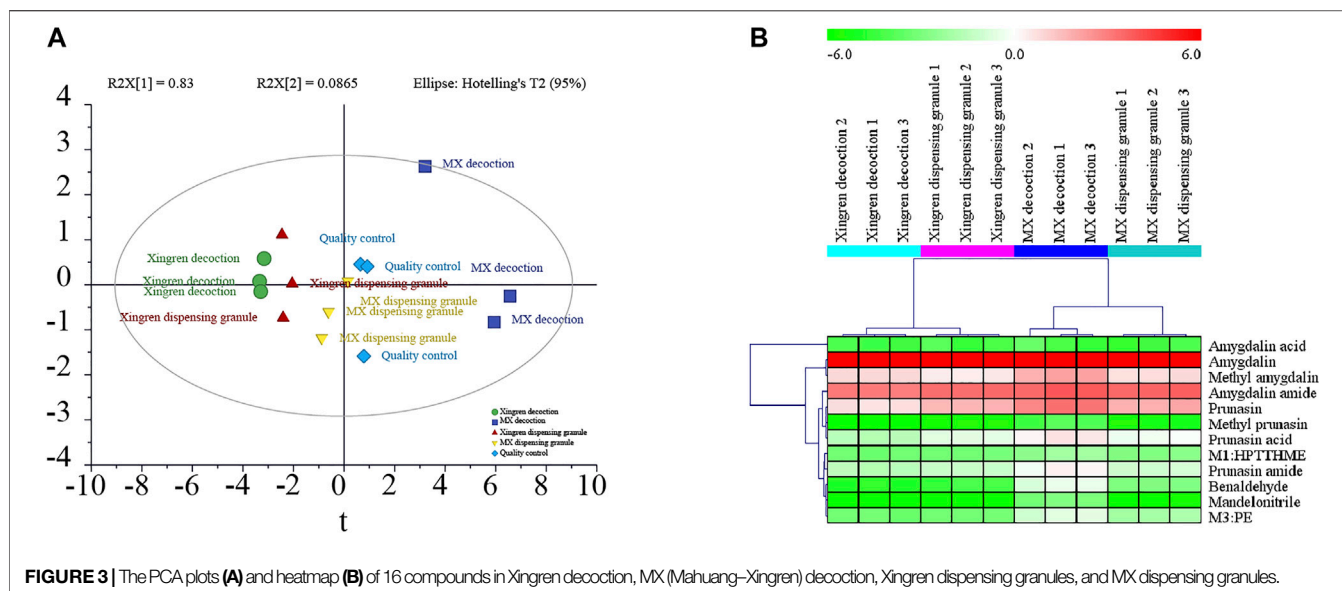 A
R2X[1] = 0.83 R2X[2] = 0.0865 Ellipse: Hotelling's T2 (95%)
4
3
2
1
0
-1
-2
-3
-4
-10 -8 -6 -4 -2 0 2 4 6 8 10
t
MX decoction
Quality control
Xingren decoction
Quality control
MX decoction
Xingren decoction
Xingren dispensing granule
Xingren decoction
MX dispensing granule
MX dispensing granule
Xingren dispensing granule
MX decoction
MX dispensing granule
Quality control
Xingren decoction
MX decoction
Xingren dispensing granule
MX dispensing granule
Quality control
B
-6.0 0.0 6.0
Xingren decoction 2
Xingren decoction 1
Xingren decoction 3
Xingren dispensing granule 1
Xingren dispensing granule 2
Xingren dispensing granule 3
MX decoction 2
MX decoction 1
MX decoction 3
MX dispensing granule 1
MX dispensing granule 2
MX dispensing granule 3
Amygdalin acid
Amygdalin
Methyl amygdalin
Amygdalin amide
Prunasin
Methyl prunasin
Prunasin acid
M1:HPTTHME
Prunasin amide
Benaldehyde
Mandelonitrile
M3:PE
FIGURE 3 | The PCA plots (A) and heatmap (B) of 16 compounds in Xingren decoction, MX (Mahuang–Xingren) decoction, Xingren dispensing granules, and MX dispensing granules.